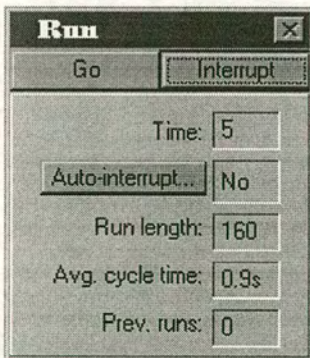 Run
Go Interrupt
Time: 5
Auto-interrupt... No
Run length: 160
Avg. cycle time: 0.9s
Prev. runs: 0